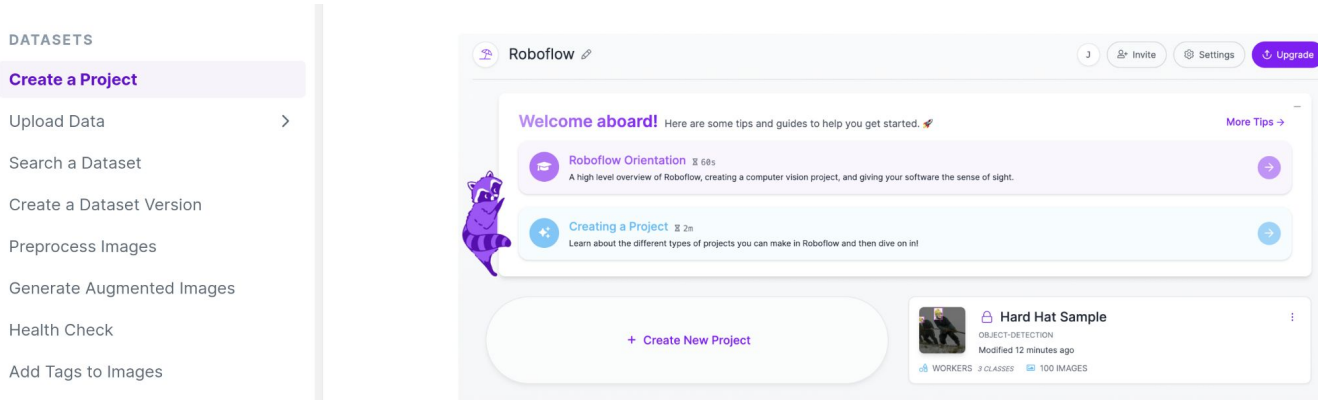 DATASETS
Create a Project
Upload Data
Search a Dataset
Create a Dataset Version
Preprocess Images
Generate Augmented Images
Health Check
Add Tags to Images
Roboflow
J Invite Settings Upgrade
Welcome aboard! Here are some tips and guides to help you get started. 🚀
More Tips →
Roboflow Orientation ⌛ 60s
A high level overview of Roboflow, creating a computer vision project, and giving your software the sense of sight.
Creating a Project ⌛ 2m
Learn about the different types of projects you can make in Roboflow and then dive on in!
+ Create New Project
Hard Hat Sample
OBJECT-DETECTION
Modified 12 minutes ago
WORKERS 3 CLASSES 100 IMAGES